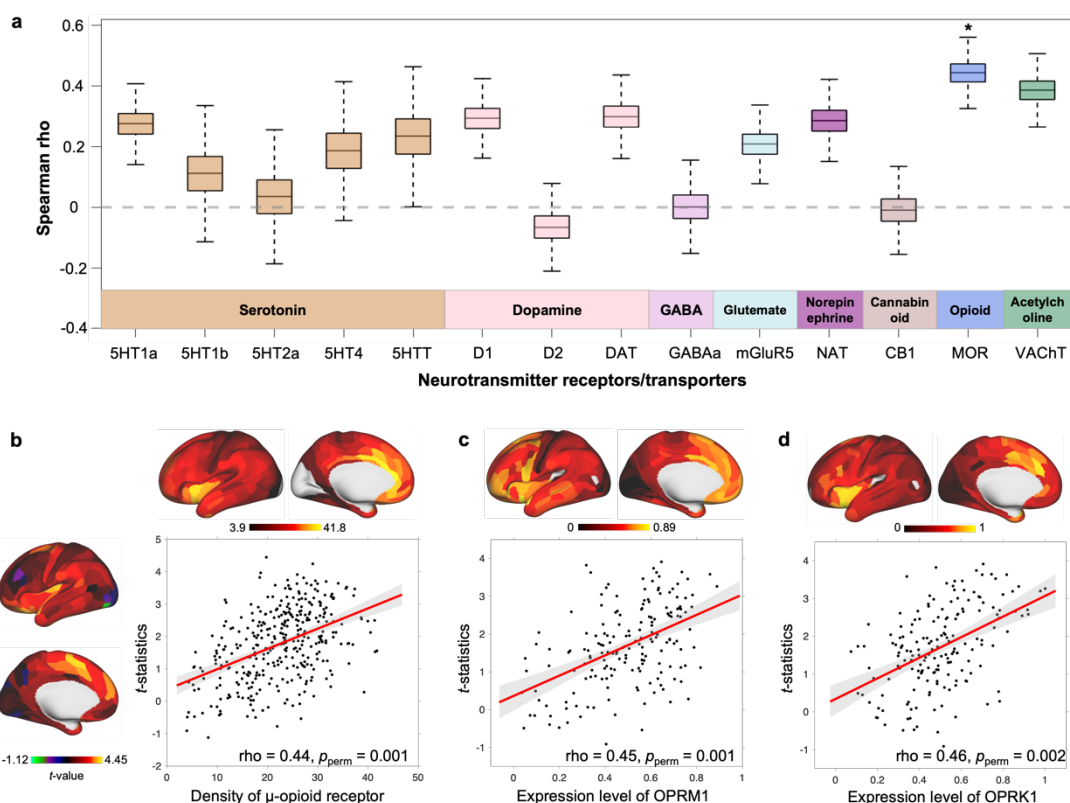 a
0.6
0.4
0.2
0
-0.2
-0.4
Spearman rho
*
Serotonin
Dopamine
GABA
Glutemate
Norepin
ephrine
Cannabin
oid
Opioid
Acetylch
oline
5HT1a 5HT1b 5HT2a 5HT4 5HTT D1 D2 DAT GABAa mGluR5 NAT CB1 MOR VAChT
Neurotransmitter receptors/transporters
b
3.9 41.8
-1.12 4.45
t-value
5
4
3
2
1
0
-1
-2
t-statistics
rho = 0.44, pperm = 0.001
0 10 20 30 40 50
Density of μ-opioid receptor
c
0 0.89
4
3
2
1
0
-1
t-statistics
rho = 0.45, pperm = 0.001
0 0.2 0.4 0.6 0.8 1
Expression level of OPRM1
d
0 1
4
3
2
1
0
-1
t-statistics
rho = 0.46, pperm = 0.002
0 0.2 0.4 0.6 0.8 1
Expression level of OPRK1